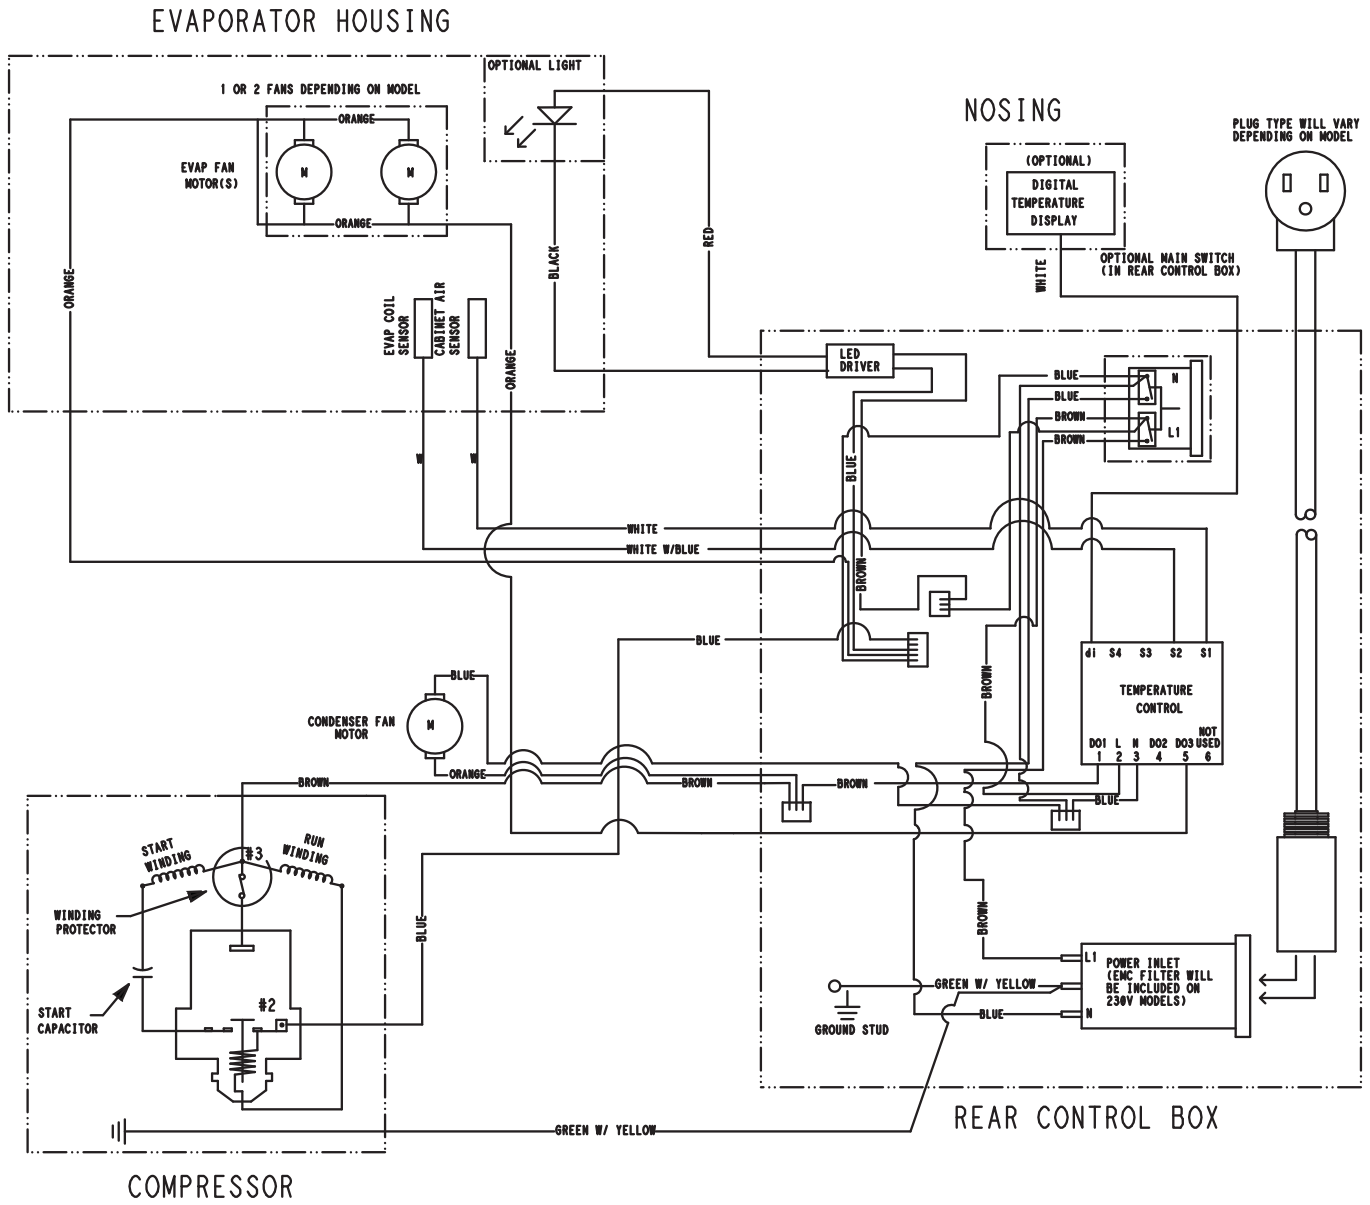 EVAPORATOR HOUSING
OPTIONAL LIGHT
1 OR 2 FANS DEPENDING ON MODEL
ORANGE
EVAP FAN
MOTOR(S)
M
M
ORANGE
ORANGE
BLACK
RED
EVAP COIL
SENSOR
CABINET AIR
SENSOR
ORANGE
W
W
NOSING
(OPTIONAL)
DIGITAL
TEMPERATURE
DISPLAY
WHITE
PLUG TYPE WILL VARY
DEPENDING ON MODEL
OPTIONAL MAIN SWITCH
(IN REAR CONTROL BOX)
LED
DRIVER
BLUE
BLUE
BROWN
BROWN
N
L1
BLUE
WHITE
WHITE W/BLUE
BROWN
BLUE
BROWN
di S4 S3 S2 S1
TEMPERATURE
CONTROL
NOT
DO1 L N DO2 DO3 USED
1 2 3 4 5 6
BLUE
CONDENSER FAN
MOTOR
M
ORANGE
BROWN
BROWN
BROWN
BLUE
START
WINDING
#3
RUN
WINDING
WINDING
PROTECTOR
BLUE
BROWN
START
CAPACITOR
#2
L1
POWER INLET
(EMC FILTER WILL
BE INCLUDED ON
230V MODELS)
N
GREEN W/ YELLOW
BLUE
GROUND STUD
GREEN W/ YELLOW
REAR CONTROL BOX
COMPRESSOR